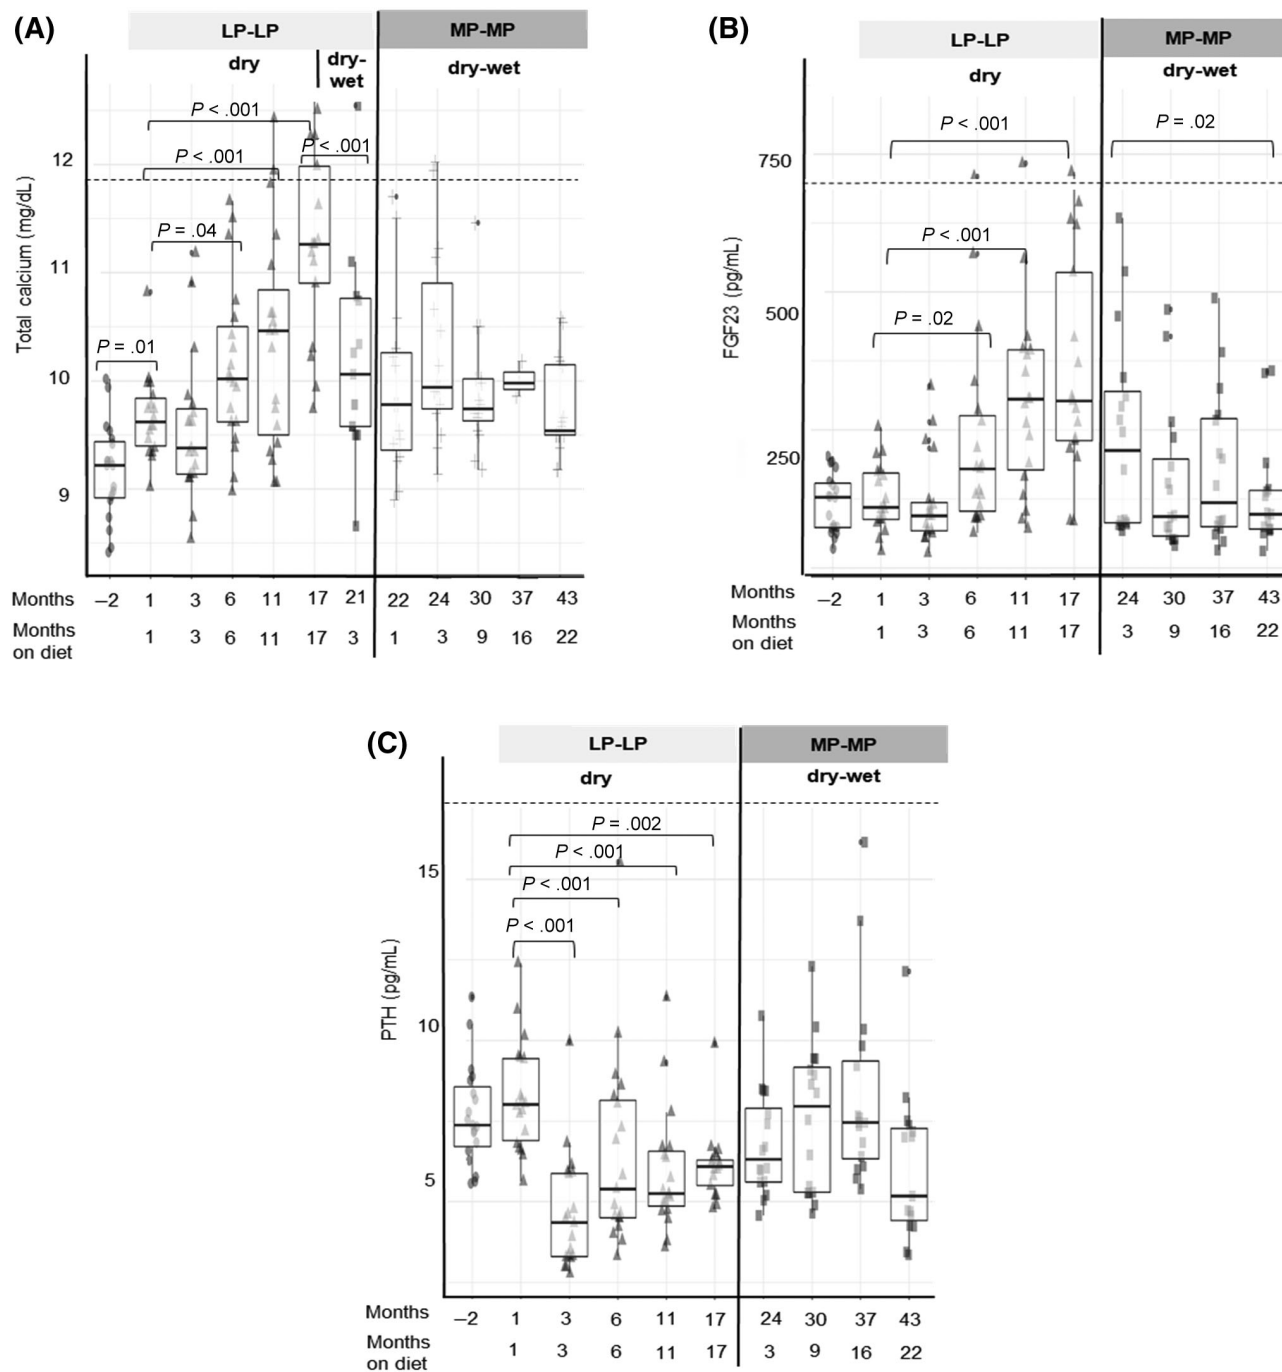 (A)
LP-LP
MP-MP
dry
dry-
wet
dry-wet
P < .001
P < .001
P < .001
P = .04
P = .01
Total calcium (mg/dL)
12
11
10
9
Months
–2 1 3 6 11 17 21 22 24 30 37 43
Months
on diet
1 3 6 11 17 3 1 3 9 16 22
(B)
LP-LP
MP-MP
dry
dry-wet
P < .001
P = .02
P < .001
P = .02
FGF23 (pg/mL)
750
500
250
Months
–2 1 3 6 11 17 24 30 37 43
Months
on diet
1 3 6 11 17 3 9 16 22
(C)
LP-LP
MP-MP
dry
dry-wet
P = .002
P < .001
P < .001
P < .001
PTH (pg/mL)
15
10
5
Months
–2 1 3 6 11 17 24 30 37 43
Months
on diet
1 3 6 11 17 3 9 16 22